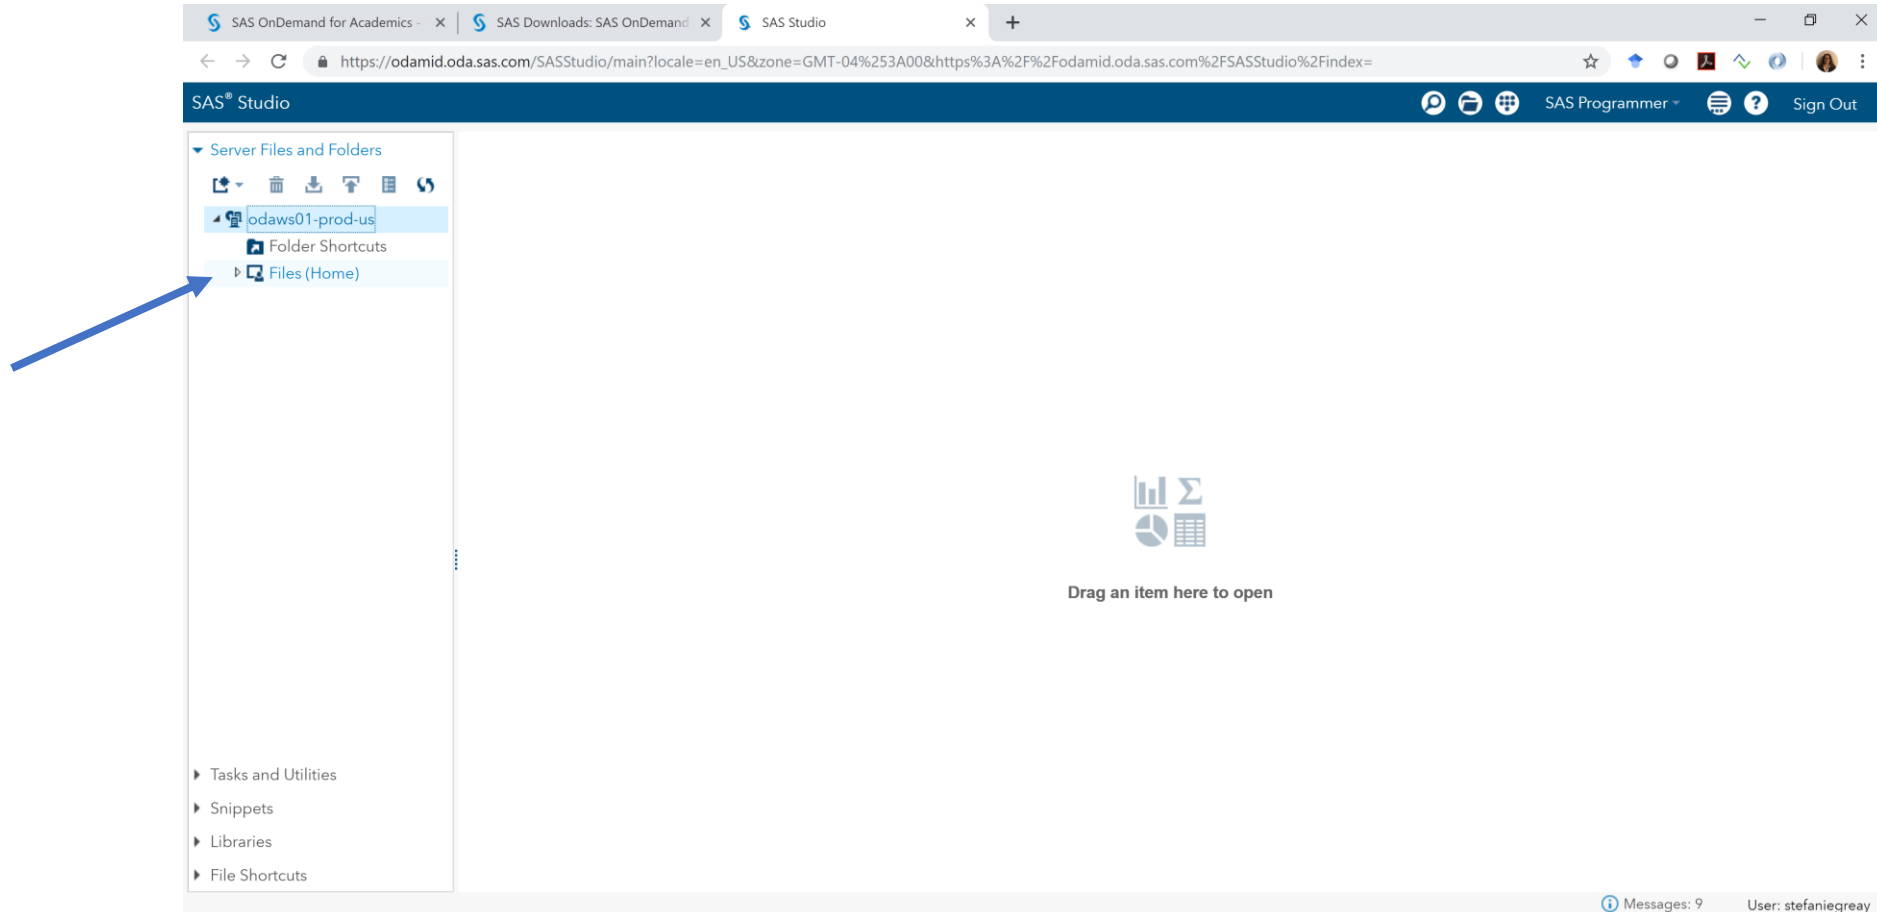 SAS OnDemand for Academics -
SAS Downloads: SAS OnDemand
SAS Studio
https://odamid.oda.sas.com/SASStudio/main?locale=en_US&zone=GMT-04%253A00&https%3A%2F%2Fodamid.oda.sas.com%2FSASStudio%2Findex=
SAS® Studio
SAS Programmer
Sign Out
Server Files and Folders
odaws01-prod-us
Folder Shortcuts
Files (Home)
Drag an item here to open
Tasks and Utilities
Snippets
Libraries
File Shortcuts
Messages: 9
User: stefaniegreay